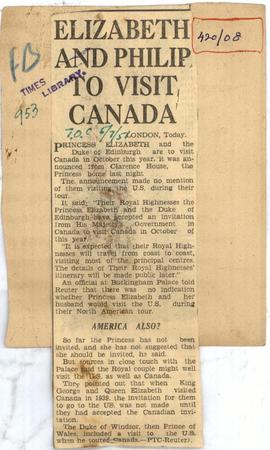 ELIZABETH
AND PHILIP
TO VISIT
CANADA
FB
TIMES
LIBRARY.
953
420/08
T.O.C 5/7/51
LONDON, Today.
PRINCESS ELIZABETH and the
Duke of Edinburgh are to visit
Canada in October this year, it was an-
nounced from Clarence House, the
Princess home last night
The announcement made no mention
of them visiting the U.S. during their
tour.
It said: "Their Royal Highnesses the
Princess Elizabeth and the Duke of
Edinburgh have accepted an invitation
from His Majesty's Government in
Canada to visit Canada in October of
this year.
"It is expected that their Royal High-
nesses will travel from coast to coast,
visiting most of the principal centres.
The details of Their Royal Highnesses'
itinerary will be made public later."
An official at Buckingham Palace told
Reuter that there was no indication
whether Princess Elizabeth and her
husband would visit the U.S. during
their North American tour.
AMERICA ALSO?
So far the Princess has not been
invited, and she has not suggested that
she should be invited, he said.
But sources in close touch with the
Palace said the Royal couple might well
visit the U.S. as well as Canada.
They pointed out that when King
George and Queen Elizabeth visited
Canada in 1939, the invitation for them
to go to the US was not made until
they had accepted the Canadian invi-
tation.
The Duke of Windsor, then Prince of
Wales, included a visit to the U.S.
when he toured Canada.—PTC-Reuter).